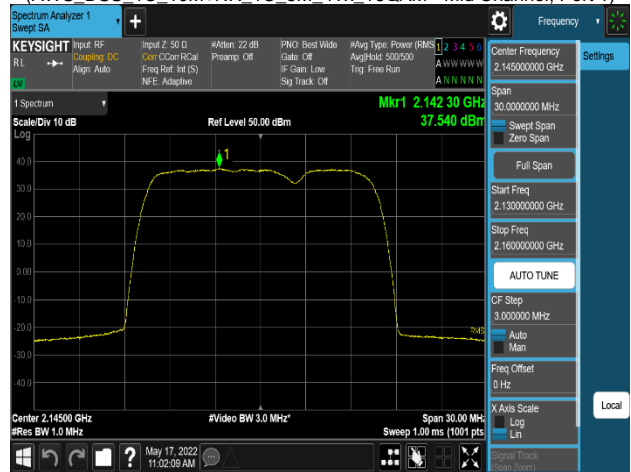 Spectrum Analyzer 1
Swept SA
Frequency
KEYSIGHT
RL
Input: RF
Coupling: DC
Align: Auto
Input Z: 50 Ω
Corr CCorr RCal
Freq Ref: Int (S)
NFE: Adaptive
#Atten: 22 dB
Preamp: Off
PNO: Best Wide
Gate: Off
IF Gain: Low
Sig Track: Off
#Avg Type: Power (RMS)
Avg|Hold: 500/500
Trig: Free Run
1 2 3 4 5 6
A W W W W W
A N N N N N
1 Spectrum
Scale/Div 10 dB
Log
Ref Level 50.00 dBm
Mkr1 2.142 30 GHz
37.540 dBm
1
40.0
30.0
20.0
10.0
0.00
-10.0
-20.0
-30.0
-40.0
RMS
Center 2.14500 GHz
#Res BW 1.0 MHz
#Video BW 3.0 MHz*
Span 30.00 MHz
Sweep 1.00 ms (1001 pts
May 17, 2022
11:02:09 AM
Center Frequency
2.145000000 GHz
Settings
Span
30.0000000 MHz
Swept Span
Zero Span
Full Span
Start Freq
2.130000000 GHz
Stop Freq
2.160000000 GHz
AUTO TUNE
CF Step
3.000000 MHz
Auto
Man
Freq Offset
0 Hz
X Axis Scale
Log
Lin
Local
Signal Track
(Span Zoom)